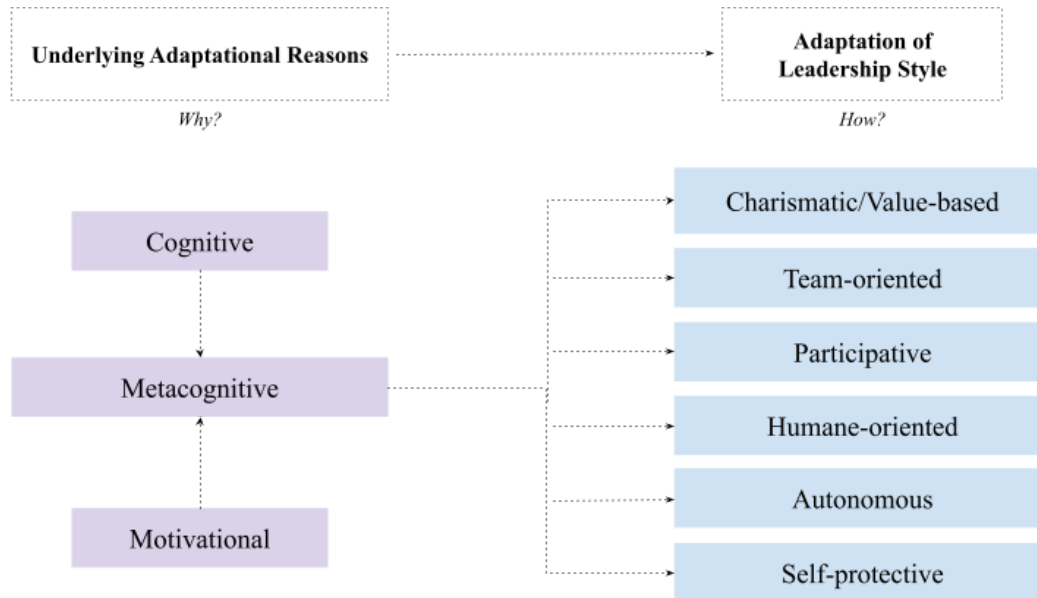 Underlying Adaptational Reasons
Adaptation of
Leadership Style
Why?
How?
Cognitive
Metacognitive
Motivational
Charismatic/Value-based
Team-oriented
Participative
Humane-oriented
Autonomous
Self-protective